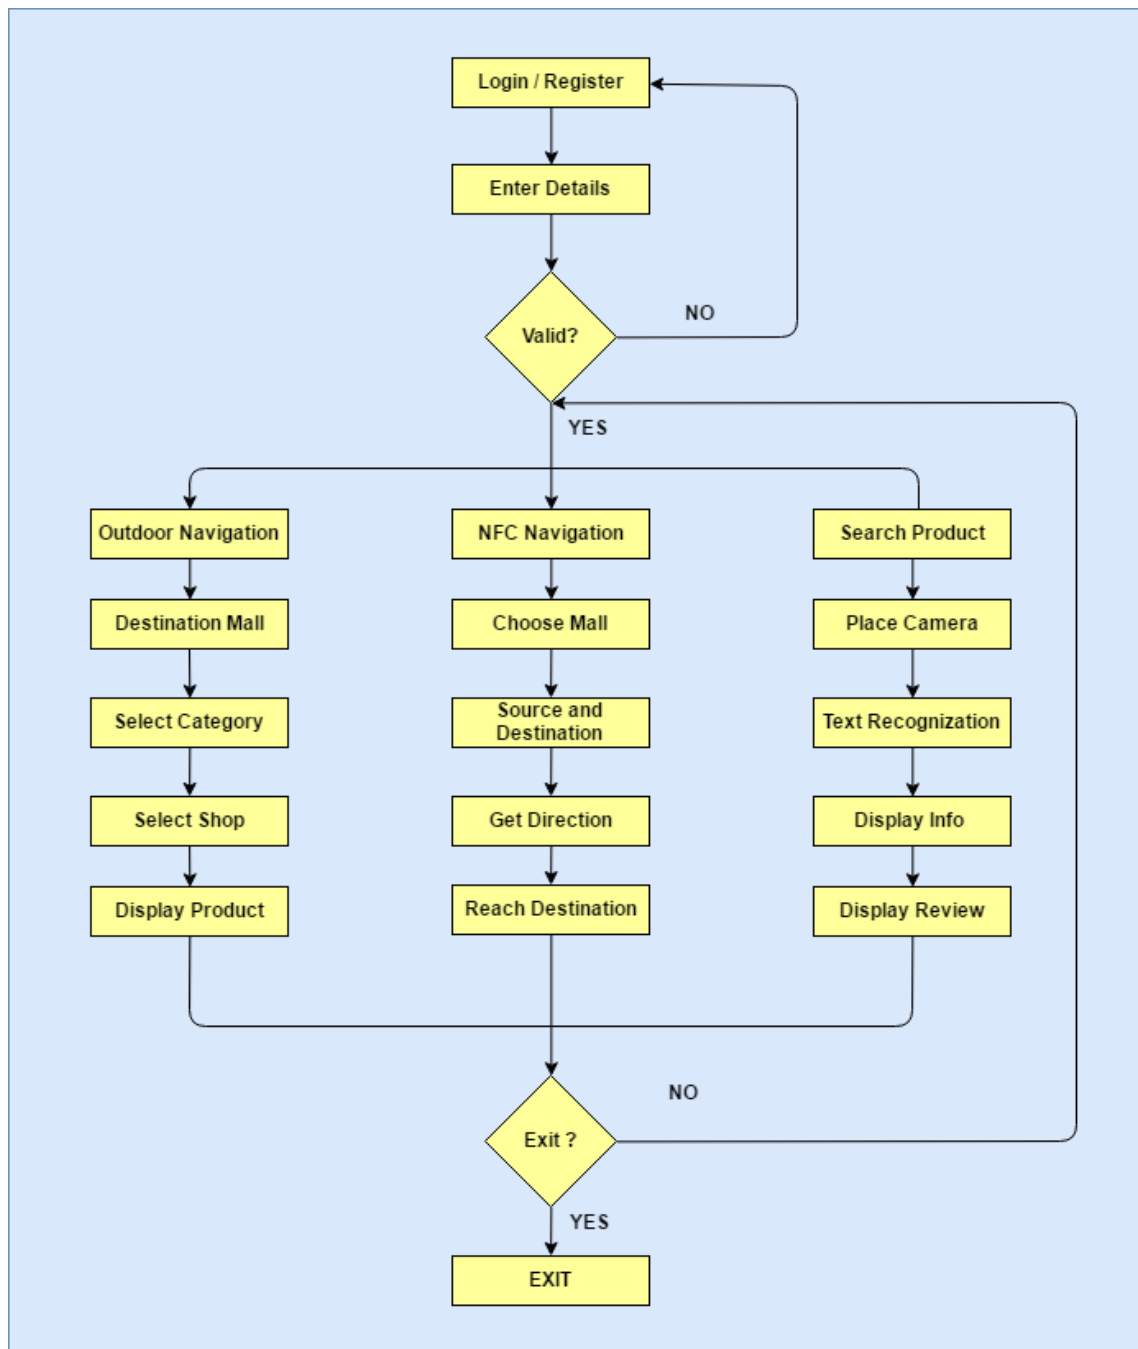 Login / Register
Enter Details
Valid?
NO
YES
Outdoor Navigation
NFC Navigation
Search Product
Destination Mall
Choose Mall
Place Camera
Select Category
Source and
Destination
Text Recognization
Select Shop
Get Direction
Display Info
Display Product
Reach Destination
Display Review
NO
Exit ?
YES
EXIT